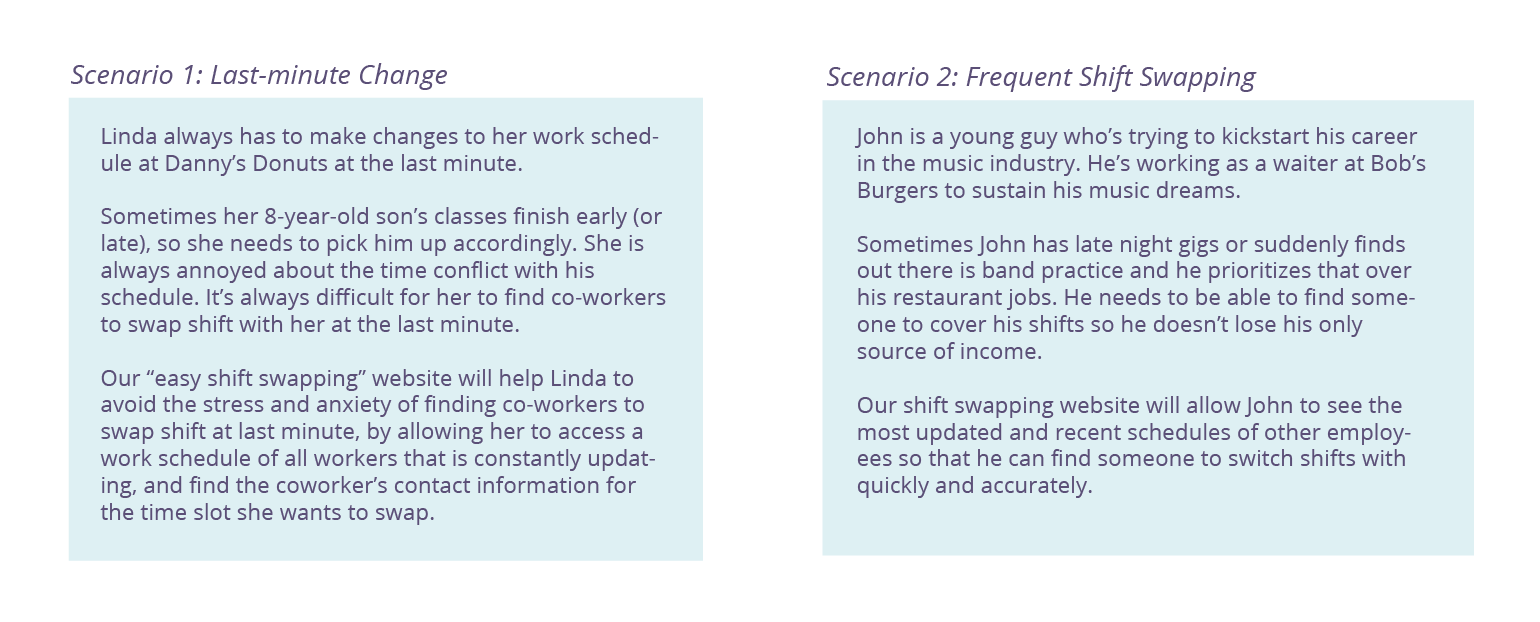 Scenario 1: Last-minute Change
Linda always has to make changes to her work sched-
ule at Danny’s Donuts at the last minute.
Sometimes her 8-year-old son’s classes finish early (or
late), so she needs to pick him up accordingly. She is
always annoyed about the time conflict with his
schedule. It’s always difficult for her to find co-workers
to swap shift with her at the last minute.
Our “easy shift swapping” website will help Linda to
avoid the stress and anxiety of finding co-workers to
swap shift at last minute, by allowing her to access a
work schedule of all workers that is constantly updat-
ing, and find the coworker’s contact information for
the time slot she wants to swap.
Scenario 2: Frequent Shift Swapping
John is a young guy who’s trying to kickstart his career
in the music industry. He’s working as a waiter at Bob’s
Burgers to sustain his music dreams.
Sometimes John has late night gigs or suddenly finds
out there is band practice and he prioritizes that over
his restaurant jobs. He needs to be able to find some-
one to cover his shifts so he doesn’t lose his only
source of income.
Our shift swapping website will allow John to see the
most updated and recent schedules of other employ-
ees so that he can find someone to switch shifts with
quickly and accurately.